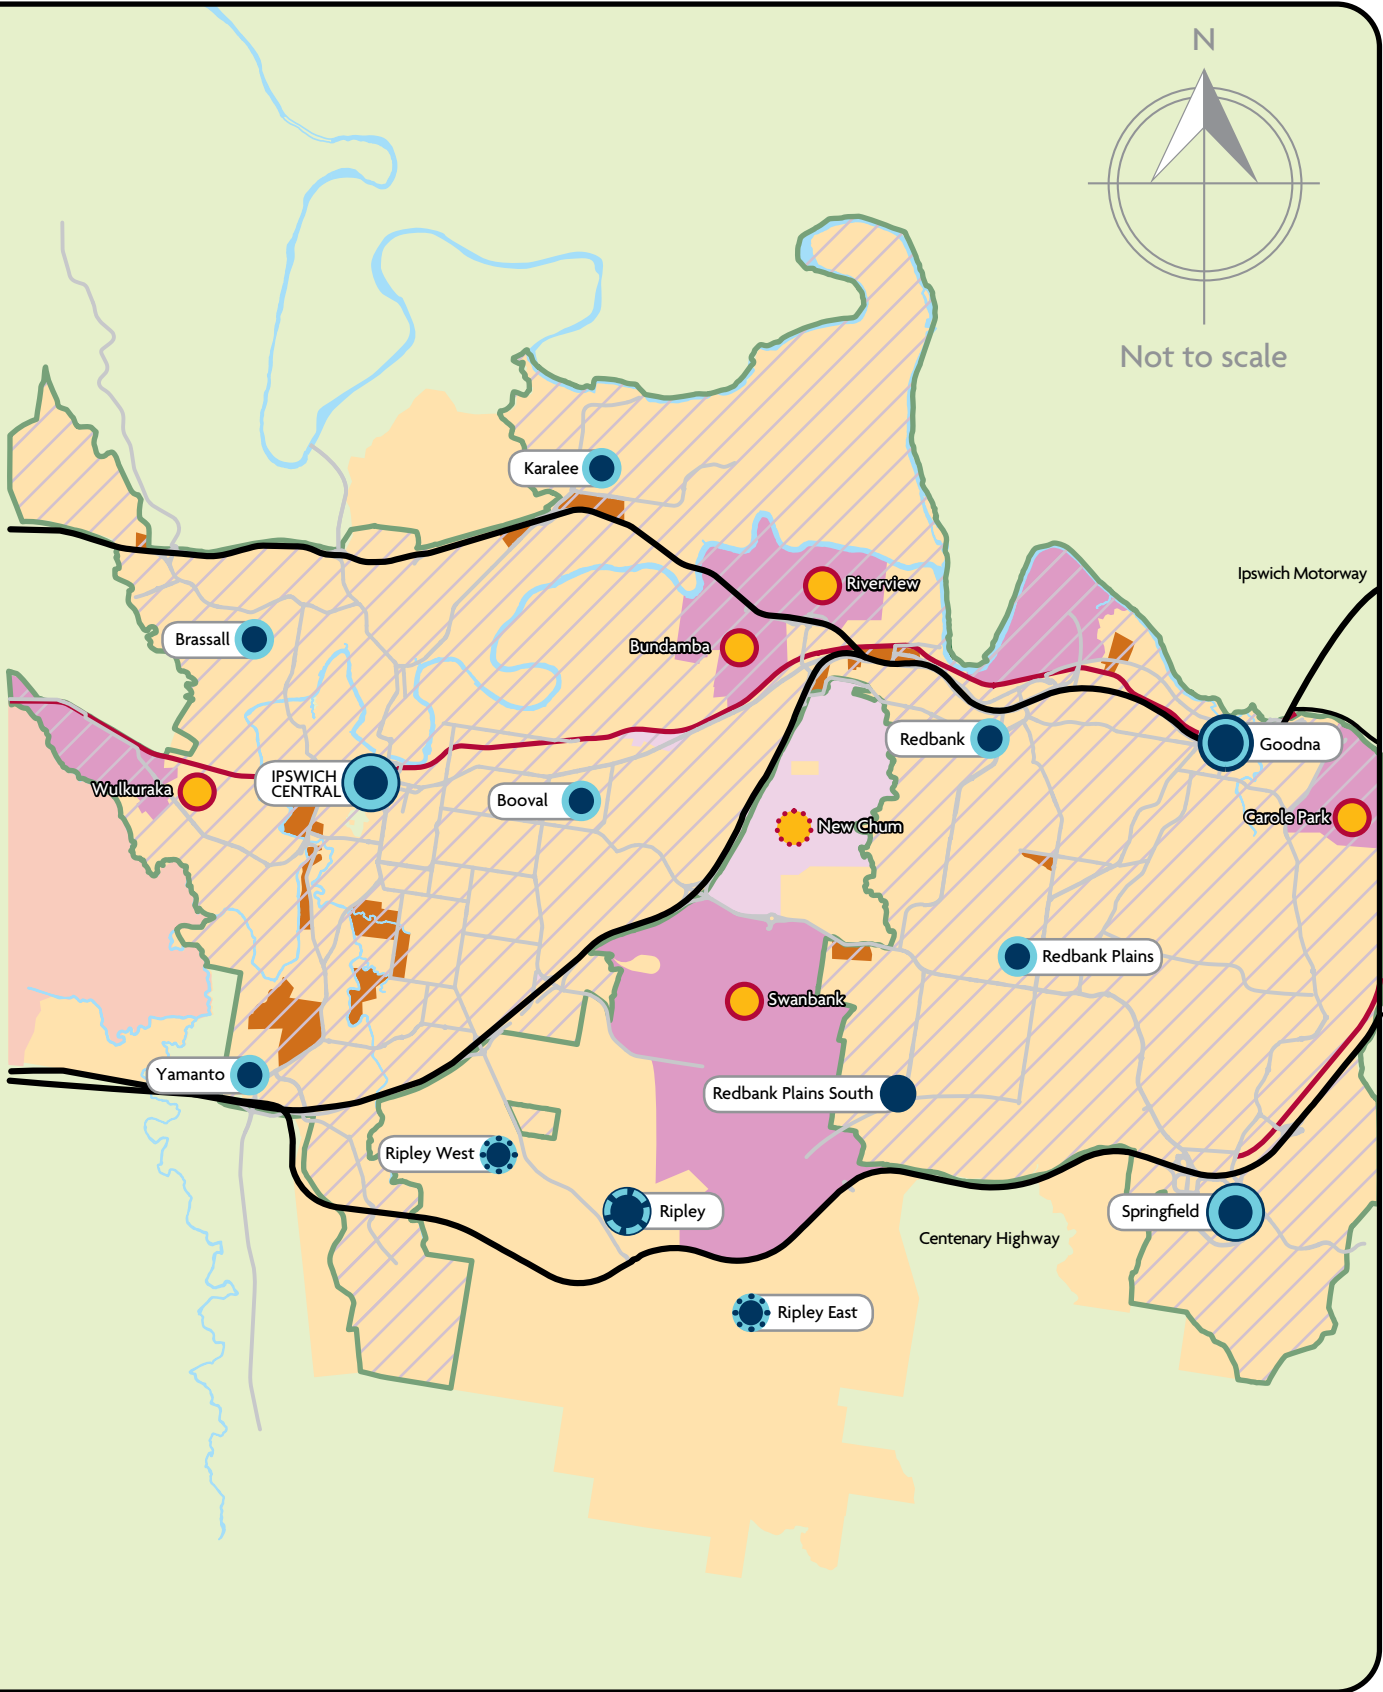 N
Not to scale
Karalee
Ipswich Motorway
Riverview
Brassall
Bundamba
Redbank
Goodna
IPSWICH
CENTRAL
Wulkuraka
Booval
Carole Park
New Chum
Redbank Plains
Swanbank
Yamanto
Redbank Plains South
Ripley West
Ripley
Springfield
Centenary Highway
Ripley East